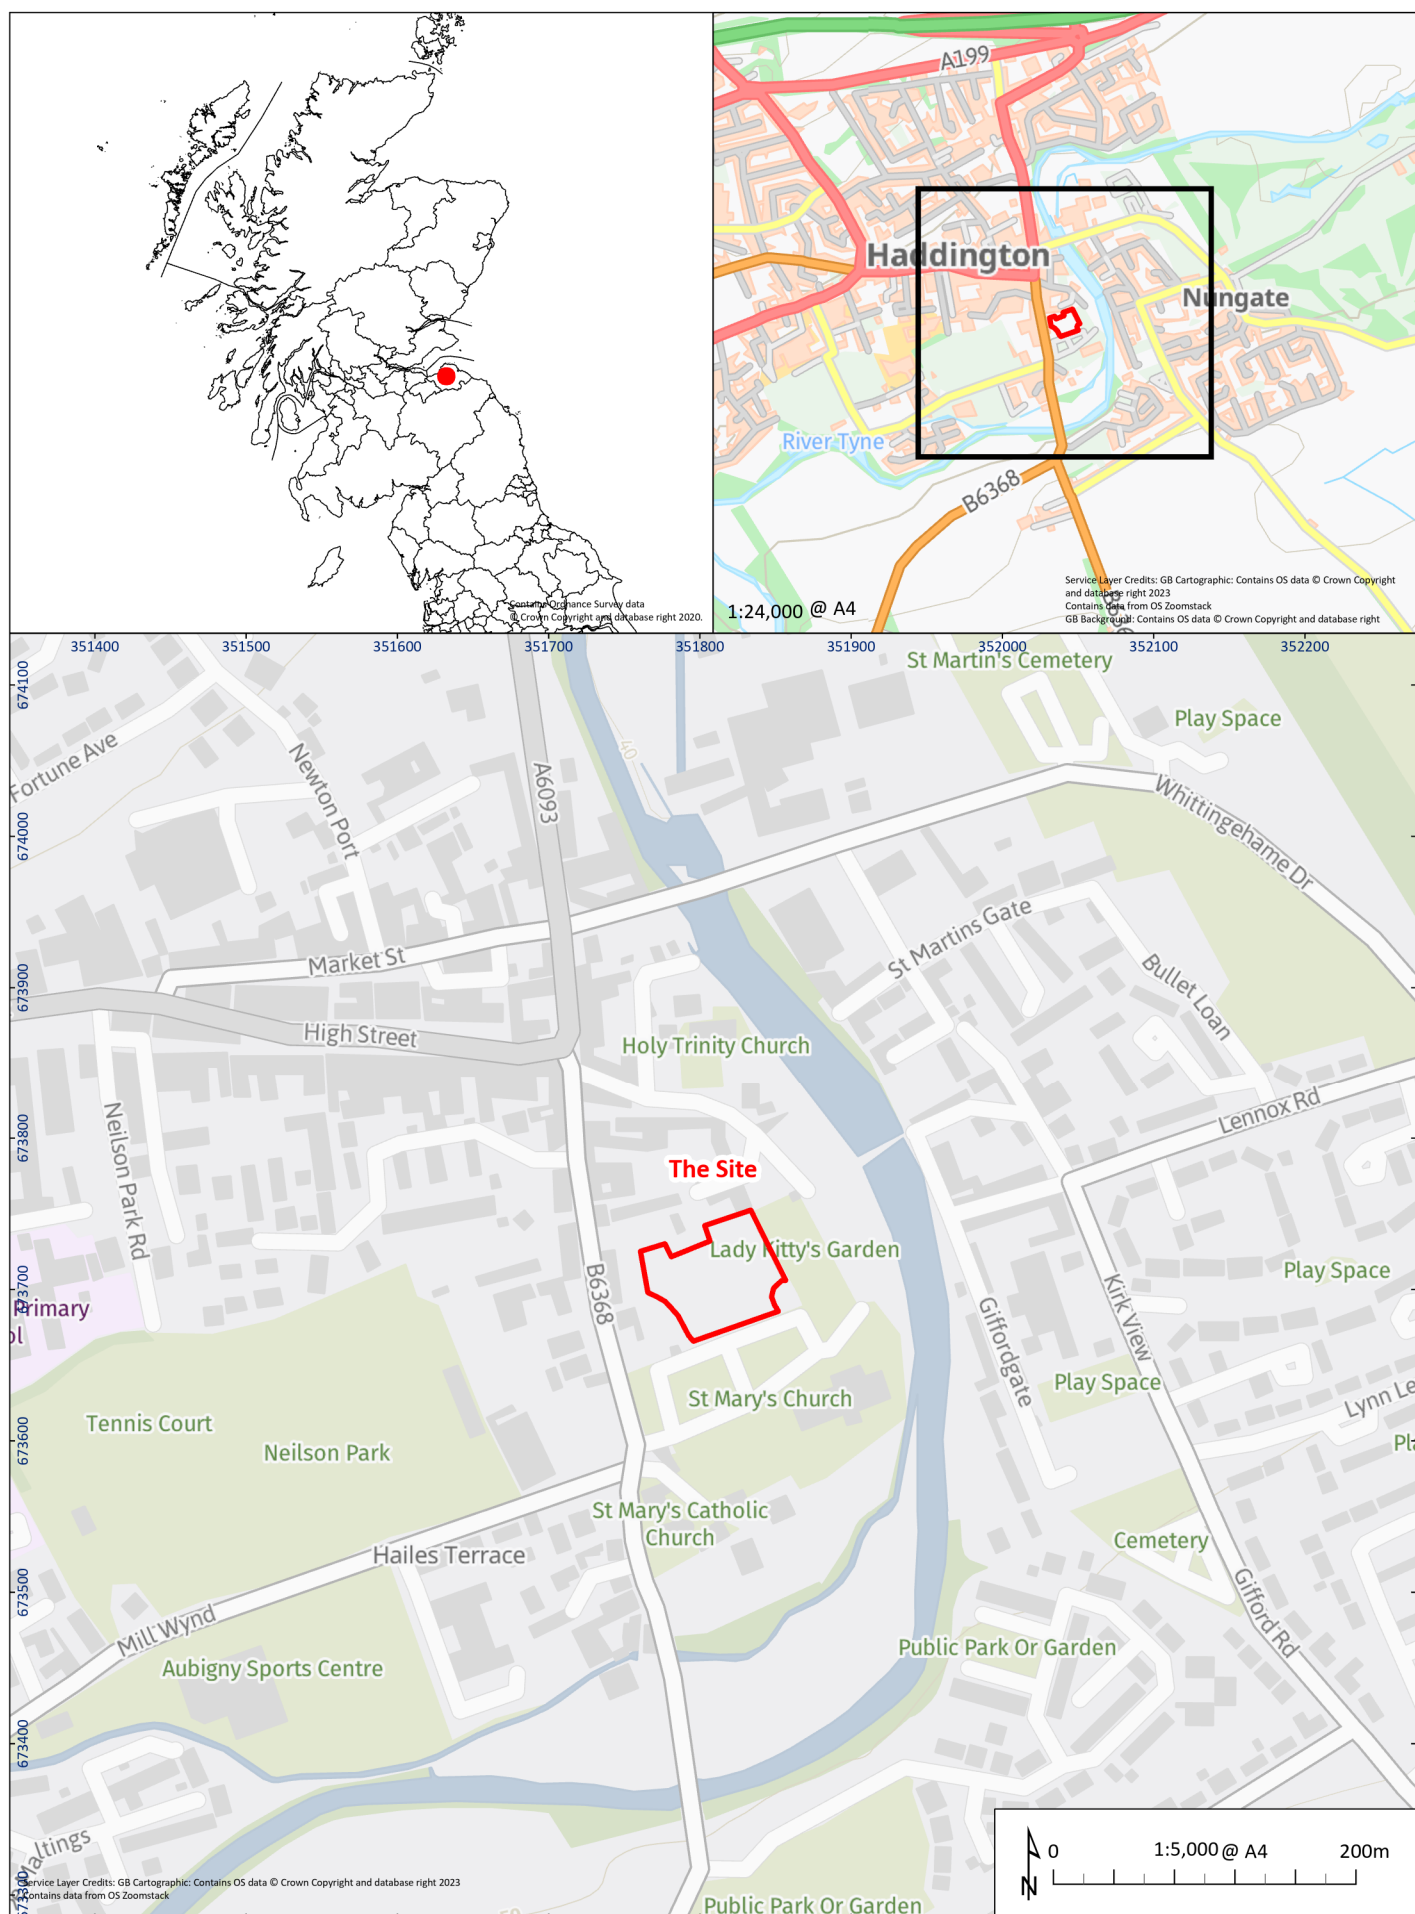 Contains Ordnance Survey data
© Crown Copyright and database right 2020.
A199
Haddington
Nungate
River Tyne
B6368
1:24,000 @ A4
Service Layer Credits: GB Cartographic: Contains OS data © Crown Copyright
and database right 2023
Contains data from OS Zoomstack
GB Background: Contains OS data © Crown Copyright and database right
351400
351500
351600
351700
351800
351900
352000
352100
352200
674100
674000
673900
673800
673700
673600
673500
673400
673300
St Martin's Cemetery
Play Space
40
Fortune Ave
Newton Port
A6093
Whittingehame Dr
Market St
St Martins Gate
Bullet Loan
High Street
Holy Trinity Church
Neilson Park Rd
Lennox Rd
The Site
Lady Kitty's Garden
B6368
Play Space
Primary
ol
Giffordgate
Kirk View
Play Space
St Mary's Church
Tennis Court
Neilson Park
Lynn Le
Pl
St Mary's Catholic
Church
Cemetery
Hailes Terrace
Gifford Rd
Mill Wynd
Public Park Or Garden
Aubigny Sports Centre
Maltings
N
0
1:5,000 @ A4
200m
Service Layer Credits: GB Cartographic: Contains OS data © Crown Copyright and database right 2023
Contains data from OS Zoomstack
Public Park Or Garden